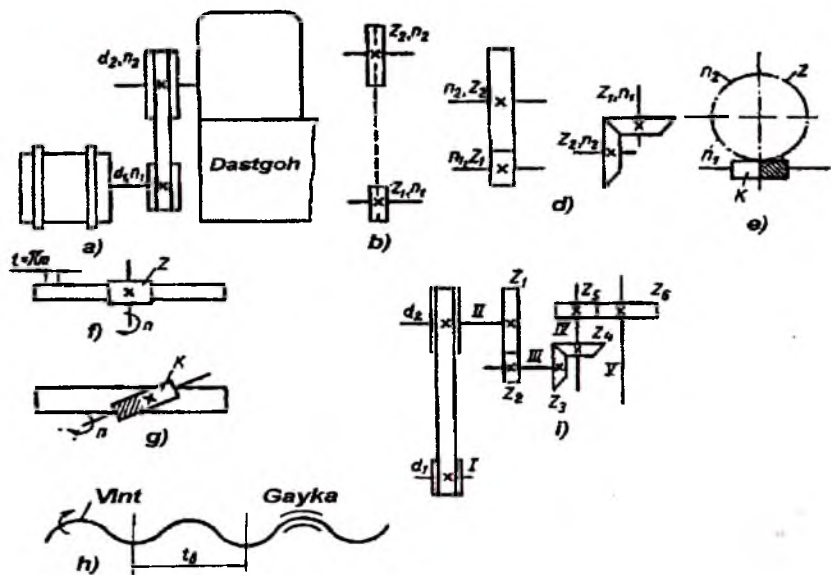 d₂,n₂
Dastgoh
d₁,n₁
a)
Z₂,n₂
Z₁,n₁
b)
n₂,Z₂
n₁,Z₁
Z₁,n₁
Z₂,n₂
d)
n₂
Z
n₁
K
e)
t=πm
Z
n
f)
K
n
g)
d₂
II
Z₁
Z₂
III
Z₃
Z₅
Z₆
IV
Z₄
V
d₁
I
i)
Vint
Gayka
h)